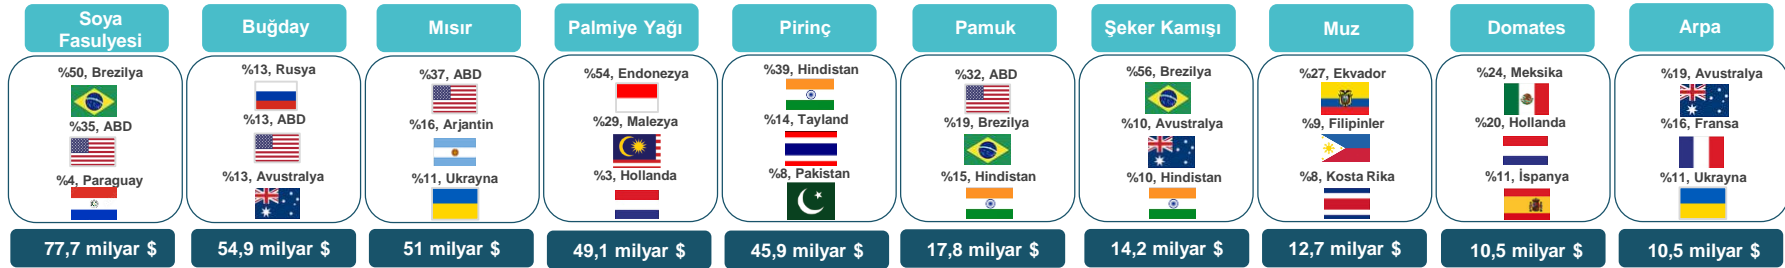 Soya
Fasulyesi
%50, Brezilya
%35, ABD
%4, Paraguay
77,7 milyar $
Buğday
%13, Rusya
%13, ABD
%13, Avustralya
54,9 milyar $
Mısır
%37, ABD
%16, Arjantin
%11, Ukrayna
51 milyar $
Palmiye Yağı
%54, Endonezya
%29, Malezya
%3, Hollanda
49,1 milyar $
Pirinç
%39, Hindistan
%14, Tayland
%8, Pakistan
45,9 milyar $
Pamuk
%32, ABD
%19, Brezilya
%15, Hindistan
17,8 milyar $
Şeker Kamışı
%56, Brezilya
%10, Avustralya
%10, Hindistan
14,2 milyar $
Muz
%27, Ekvador
%9, Filipinler
%8, Kosta Rika
12,7 milyar $
Domates
%24, Meksika
%20, Hollanda
%11, İspanya
10,5 milyar $
Arpa
%19, Avustralya
%16, Fransa
%11, Ukrayna
10,5 milyar $